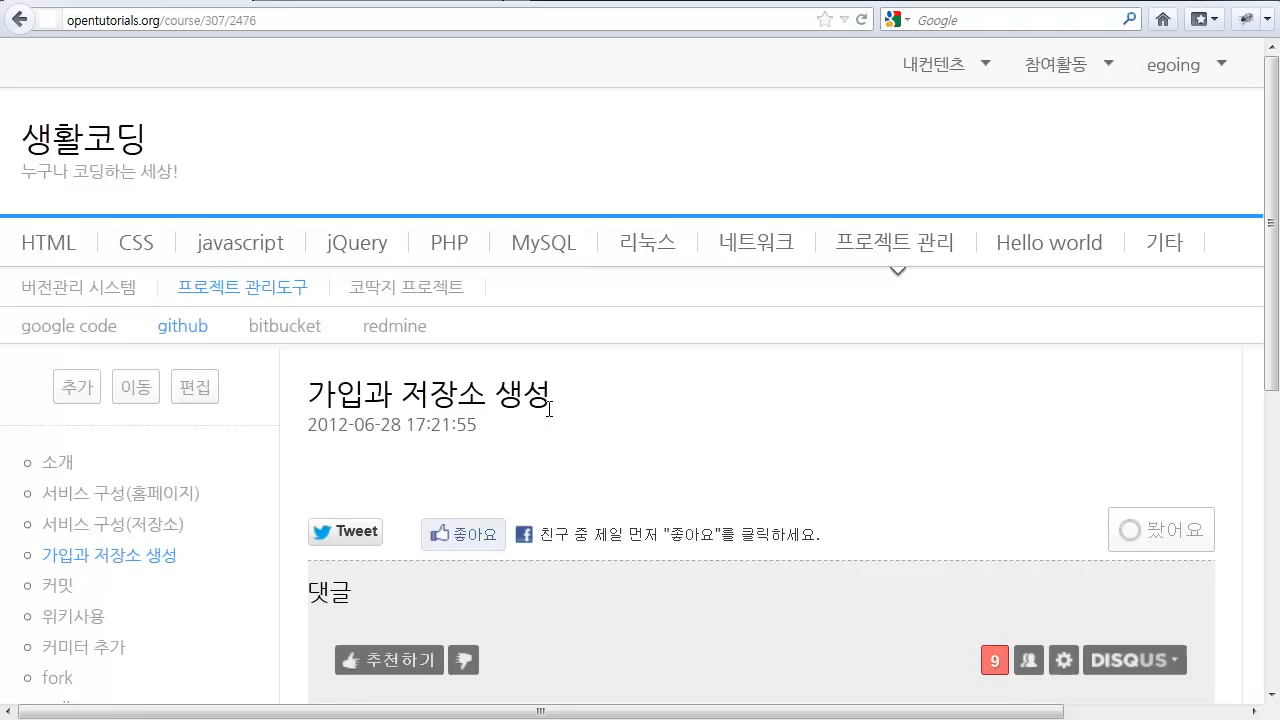 opentutorials.org/course/307/2476
Google
내컨텐츠 참여활동 egoing
생활코딩
누구나 코딩하는 세상!
HTML CSS javascript jQuery PHP MySQL 리눅스 네트워크 프로젝트 관리 Hello world 기타
버전관리 시스템 프로젝트 관리도구 코딱지 프로젝트
google code github bitbucket redmine
추가 이동 편집
가입과 저장소 생성
2012-06-28 17:21:55
소개
서비스 구성(홈페이지)
서비스 구성(저장소)
가입과 저장소 생성
커밋
위키사용
커미터 추가
fork
Tweet 좋아요 친구 중 제일 먼저 "좋아요"를 클릭하세요. 봤어요
댓글
추천하기 9 DISQUS